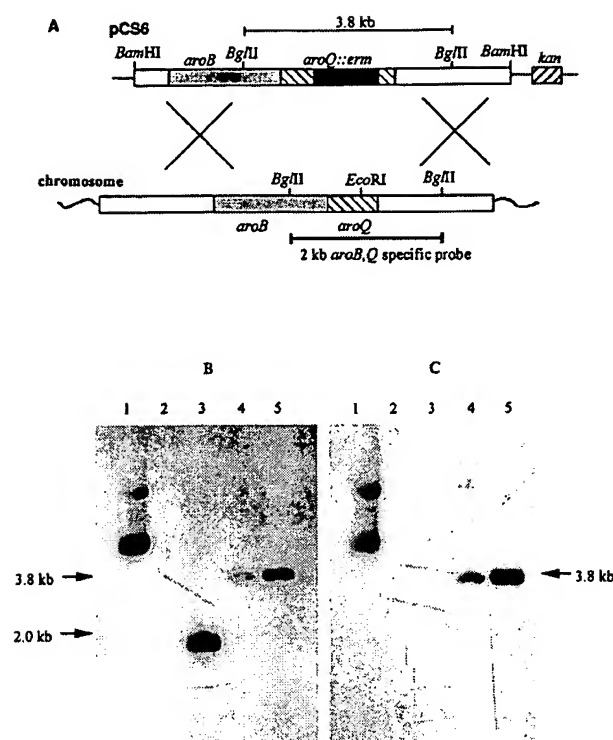 A
pCS6
3.8 kb
BamHI aroB BglII aroQ::erm BglII BamHI kan
chromosome
BglII EcoRI BglII
aroB aroQ
2 kb aroB,Q specific probe
B C
1 2 3 4 5 1 2 3 4 5
3.8 kb 3.8 kb
2.0 kb